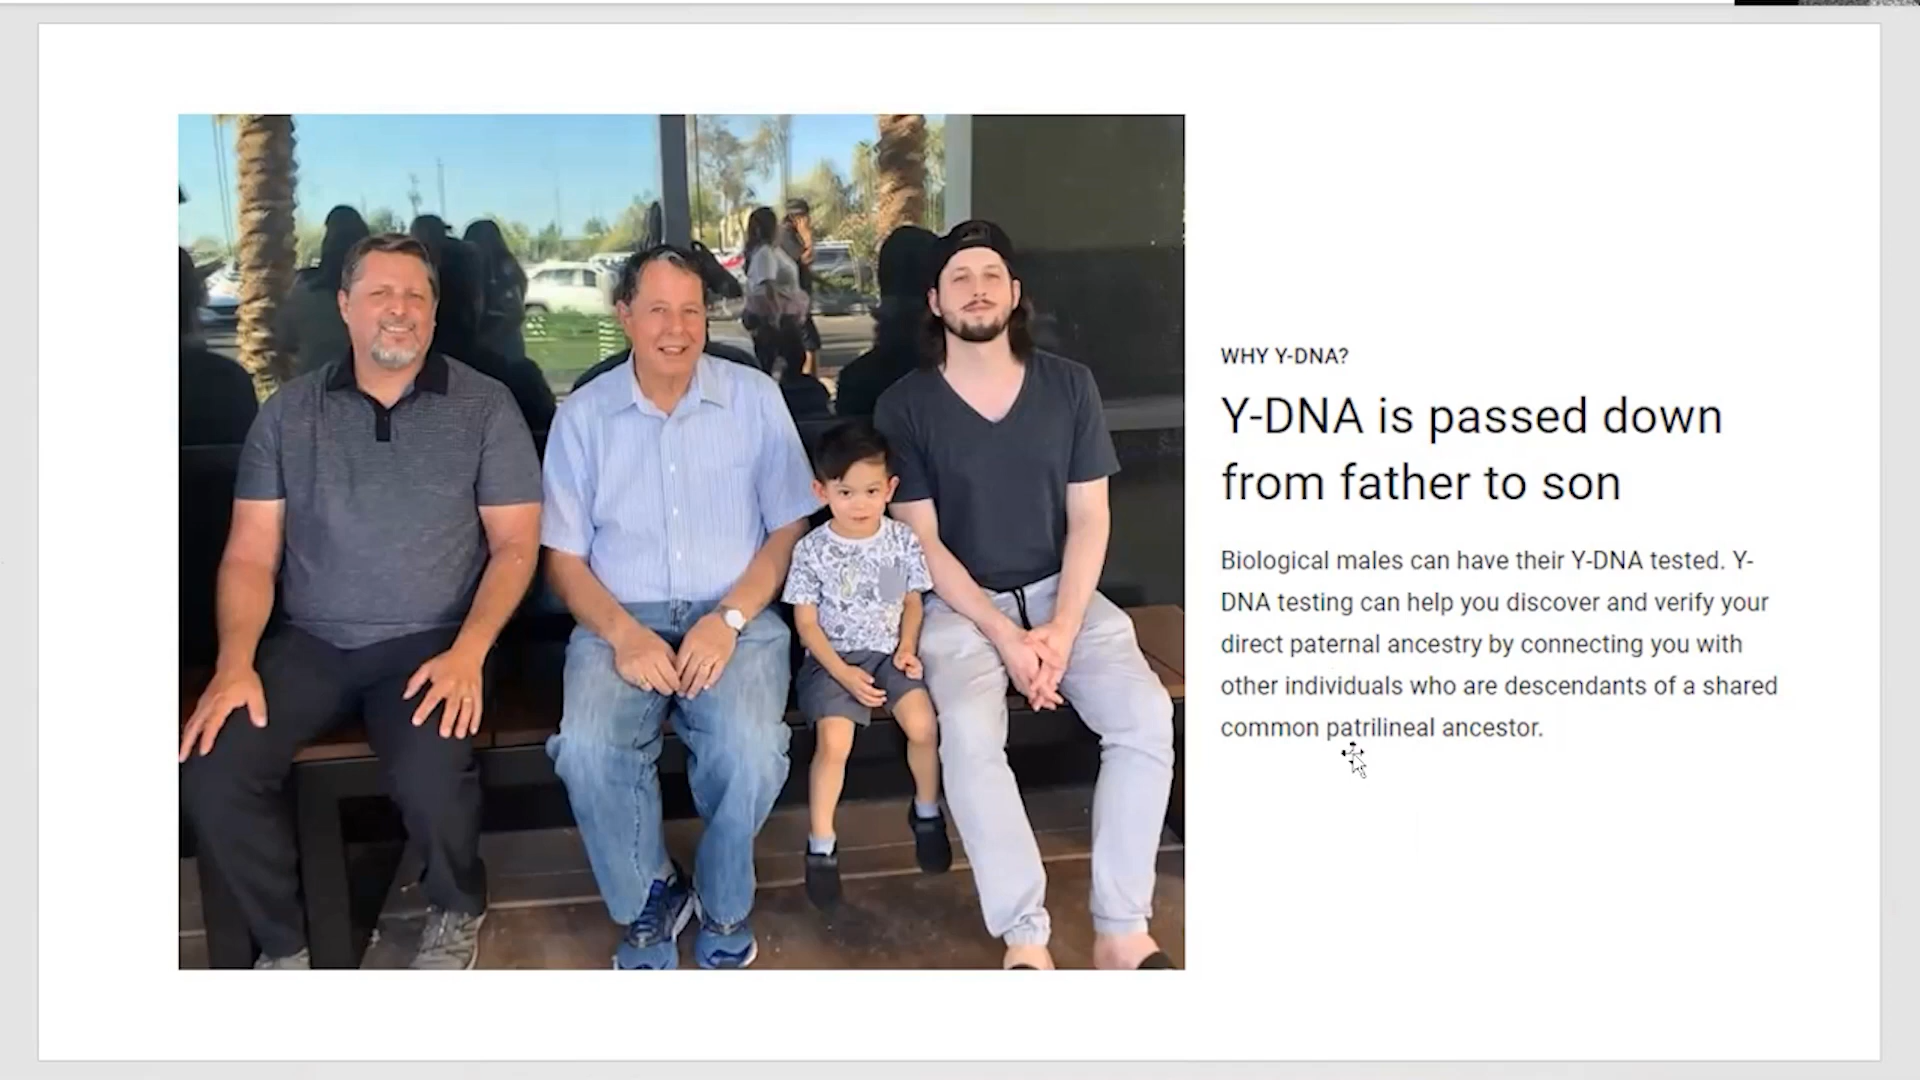 WHY Y-DNA?
Y-DNA is passed down
from father to son
Biological males can have their Y-DNA tested. Y-
DNA testing can help you discover and verify your
direct paternal ancestry by connecting you with
other individuals who are descendants of a shared
common patrilineal ancestor.